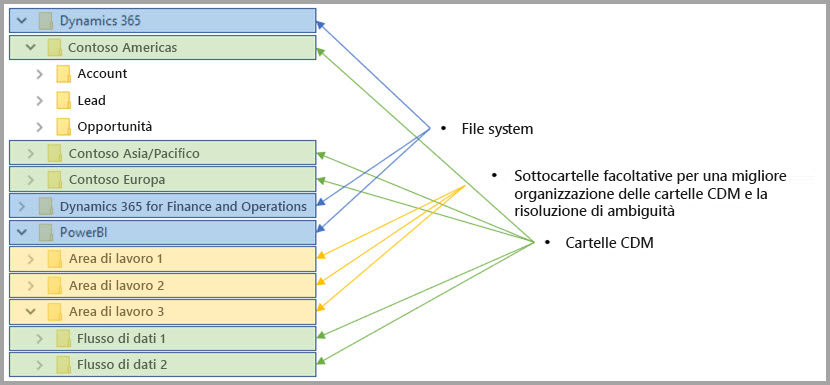 Dynamics 365
Contoso Americas
Account
Lead
Opportunità
Contoso Asia/Pacifico
Contoso Europa
Dynamics 365 for Finance and Operations
PowerBI
Area di lavoro 1
Area di lavoro 2
Area di lavoro 3
Flusso di dati 1
Flusso di dati 2
• File system
• Sottocartelle facoltative per una migliore
organizzazione delle cartelle CDM e la
risoluzione di ambiguità
• Cartelle CDM